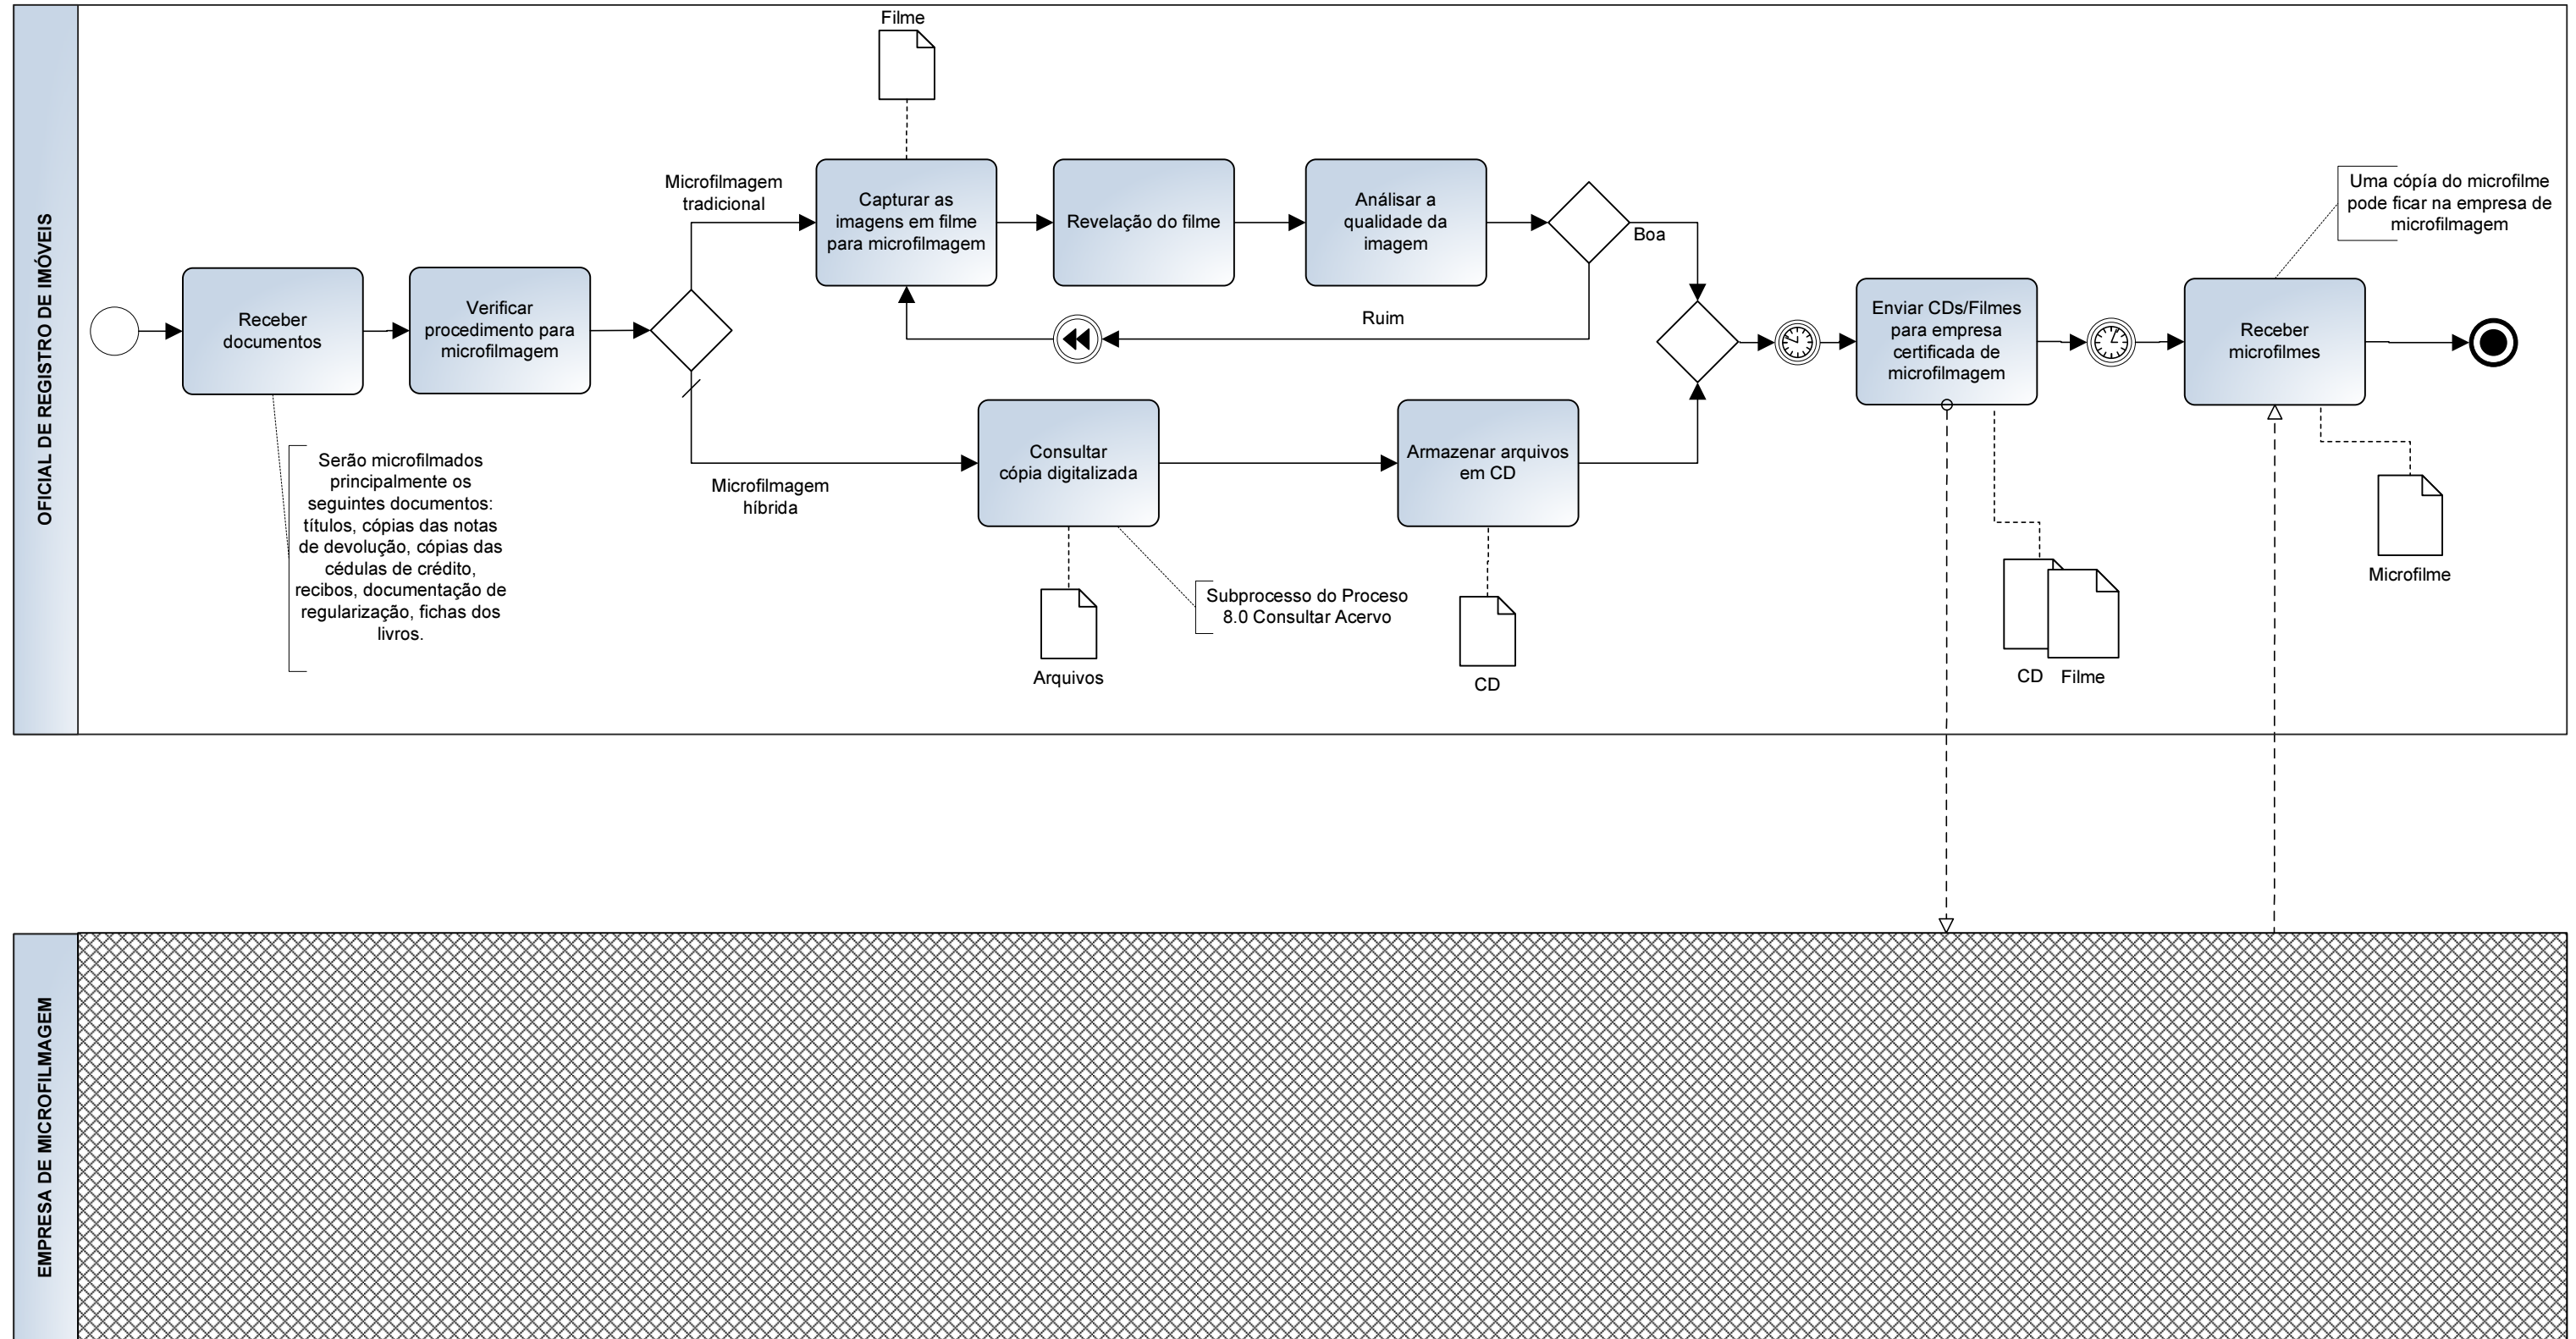 OFICIAL DE REGISTRO DE IMÓVEIS
Filme
Microfilmagem
tradicional
Capturar as
imagens em filme
para microfilmagem
Revelação do filme
Análisar a
qualidade da
imagem
Boa
Ruim
Uma cópía do microfilme
pode ficar na empresa de
microfilmagem
Receber
documentos
Verificar
procedimento para
microfilmagem
Enviar CDs/Filmes
para empresa
certificada de
microfilmagem
Receber
microfilmes
Serão microfilmados
principalmente os
seguintes documentos:
títulos, cópias das notas
de devolução, cópias das
cédulas de crédito,
recibos, documentação de
regularização, fichas dos
livros.
Microfilmagem
híbrida
Consultar
cópia digitalizada
Armazenar arquivos
em CD
Subprocesso do Proceso
8.0 Consultar Acervo
Arquivos
CD
CD
Filme
Microfilme
EMPRESA DE MICROFILMAGEM